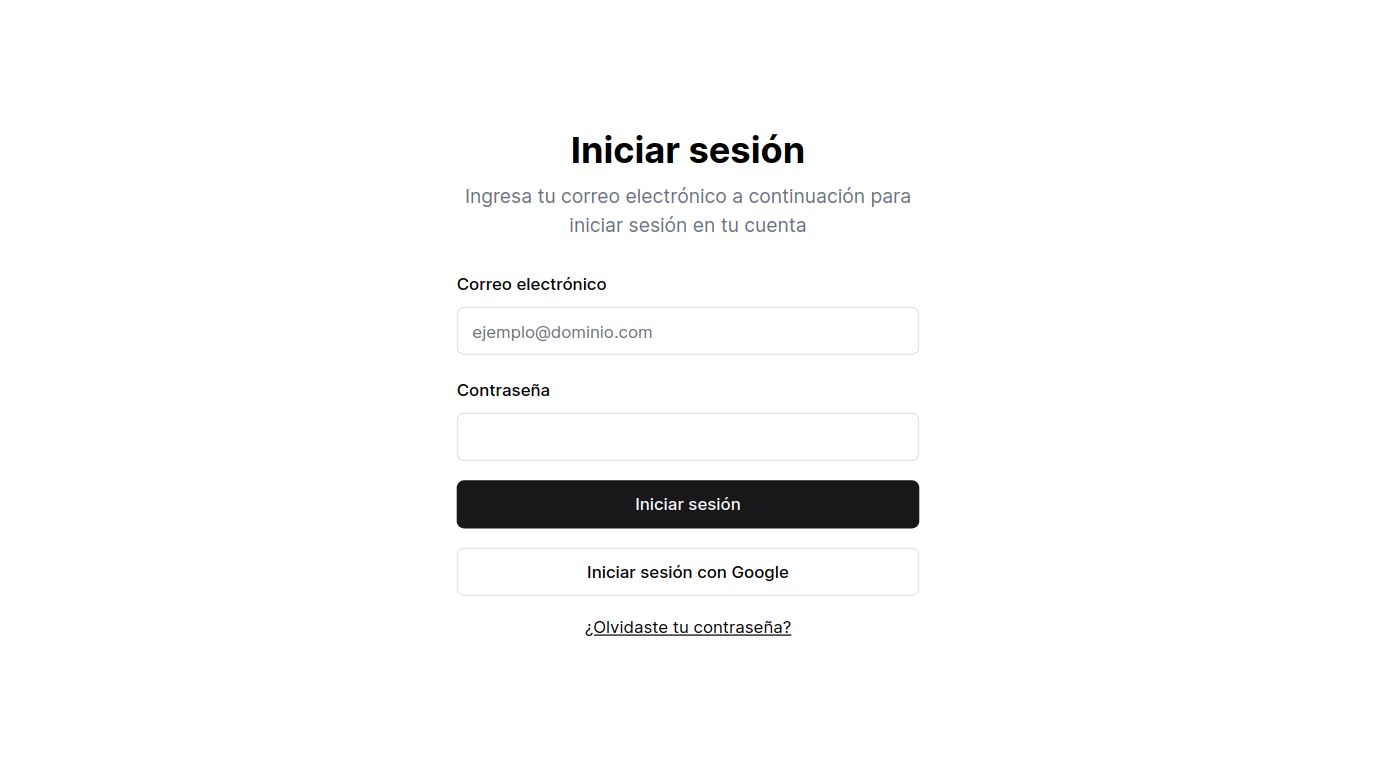 Iniciar sesión
Ingresa tu correo electrónico a continuación para
iniciar sesión en tu cuenta
Correo electrónico
ejemplo@dominio.com
Contraseña
Iniciar sesión
Iniciar sesión con Google
¿Olvidaste tu contraseña?